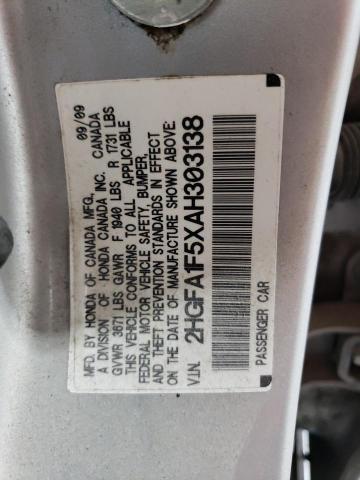 MFD. BY HONDA OF CANADA MFG., 09/09
A DIVISION OF HONDA CANADA INC. CANADA
GVWR 3671 LBS GAWR F 1940 LBS R 1731 LBS
THIS VEHICLE CONFORMS TO ALL APPLICABLE
FEDERAL MOTOR VEHICLE SAFETY, BUMPER,
AND THEFT PREVENTION STANDARDS IN EFFECT
ON THE DATE OF MANUFACTURE SHOWN ABOVE.
V.I.N. 2HGFA1F5XAH303138
PASSENGER CAR